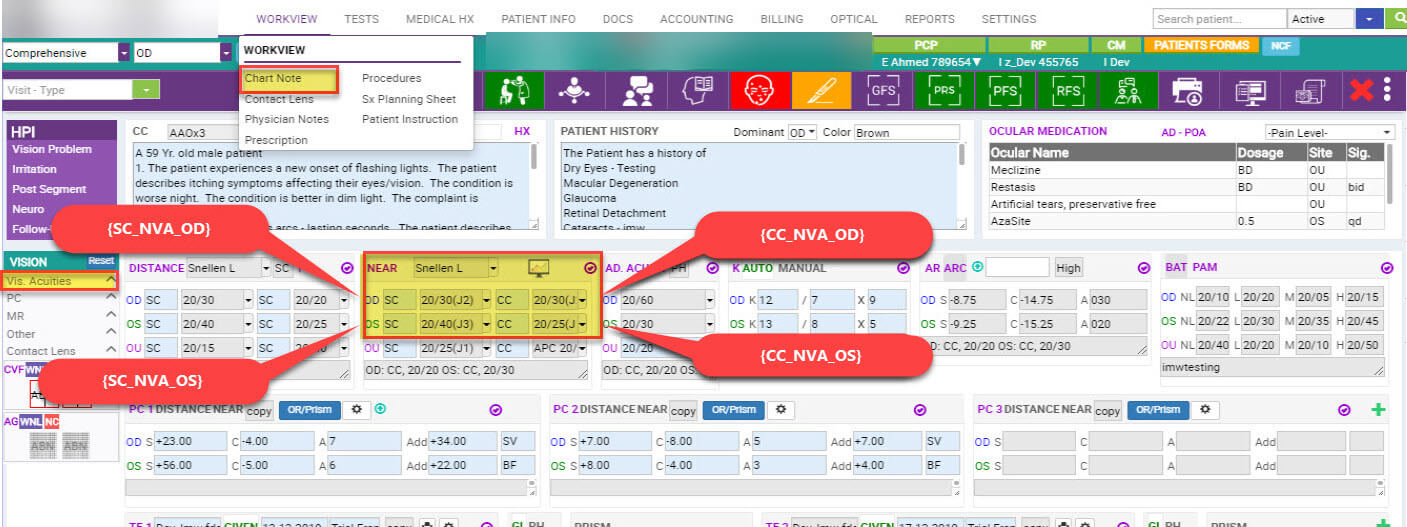 WORKVIEW TESTS MEDICAL HX PATIENT INFO DOCS ACCOUNTING BILLING OPTICAL REPORTS SETTINGS Search patient... Active
Comprehensive OD PCP RP CM PATIENTS FORMS NCF
E Ahmed 789654▼ I z_Dev 455765 I Dev
WORKVIEW
Chart Note Procedures
Contact Lens Sx Planning Sheet
Physician Notes Patient Instruction
Prescription
Visit - Type GFS PRS PFS RFS
HPI
Vision Problem
Irritation
Post Segment
Neuro
CC AAOx3 HX
A 59 Yr. old male patient
1. The patient experiences a new onset of flashing lights. The patient
describes itching symptoms affecting their eyes/vision. The condition is
worse night. The condition is better in dim light. The complaint is
arcs - lasting seconds. The patient describes
PATIENT HISTORY Dominant OD Color Brown
The Patient has a history of
Dry Eyes - Testing
Macular Degeneration
Glaucoma
Retinal Detachment
Cataracts - imw
OCULAR MEDICATION AD - POA -Pain Level-
Ocular Name Dosage Site Sig.
Meclizine BD OU
Restasis BD OU bid
Artificial tears, preservative free OU
AzaSite 0.5 OS qd
{SC_NVA_OD}
{CC_NVA_OD}
{SC_NVA_OS}
{CC_NVA_OS}
VISION Reset
Vis. Acuities
PC
MR
Other
Contact Lens
CVF WNL
AG WNL NC
ABN ABN
DISTANCE Snellen L SC
OD SC 20/30 SC 20/20
OS SC 20/40 SC 20/25
OU SC 20/15
NEAR Snellen L
OD SC 20/30(J2) CC 20/30(J
OS SC 20/40(J3) CC 20/25(J
OU SC 20/25(J1) CC APC 20/
OD: CC, 20/20 OS: CC, 20/30
AD. ACU PH
OD 20/60
OS 20/30
OU 20/20
OD: CC, 20/20
K AUTO MANUAL
OD K 12 / 7 X 9
OS K 13 / 8 X 5
AR ARC High
OD S -8.75 C -14.75 A 030
OS S -9.25 C -15.25 A 020
OD: CC, 20/20 OS: CC, 20/30
BAT PAM
OD NL 20/10 L 20/20 M 20/05 H 20/15
OS NL 20/22 L 20/30 M 20/35 H 20/45
OU NL 20/40 L 20/20 M 20/10 H 20/50
imwtesting
PC 1 DISTANCE NEAR copy OR/Prism
OD S +23.00 C -4.00 A 7 Add +34.00 SV
OS S +56.00 C -5.00 A 6 Add +22.00 BF
PC 2 DISTANCE NEAR copy OR/Prism
OD S +7.00 C -8.00 A 5 Add +7.00 SV
OS S +8.00 C -4.00 A 3 Add +4.00 BF
PC 3 DISTANCE NEAR copy OR/Prism
OD S C A Add
OS S C A Add